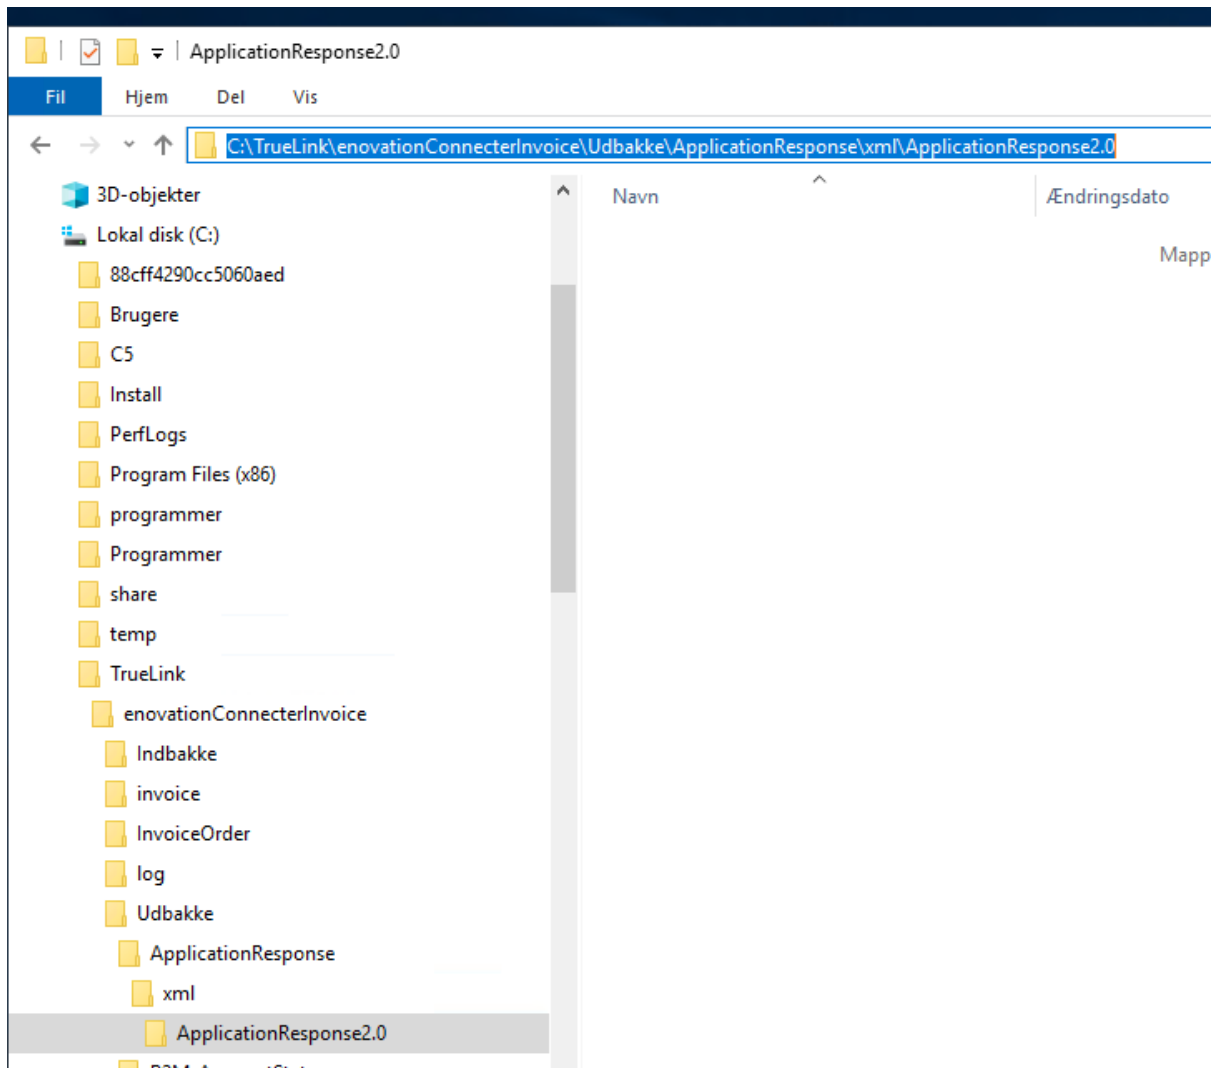 ApplicationResponse2.0
Fil Hjem Del Vis
C:\TrueLink\enovationConnecterInvoice\Udbakke\ApplicationResponse\xml\ApplicationResponse2.0
3D-objekter
Navn Ændringsdato
Lokal disk (C:)
Mapp
88cff4290cc5060aed
Brugere
C5
Install
PerfLogs
Program Files (x86)
programmer
Programmer
share
temp
TrueLink
enovationConnecterInvoice
Indbakke
invoice
InvoiceOrder
log
Udbakke
ApplicationResponse
xml
ApplicationResponse2.0